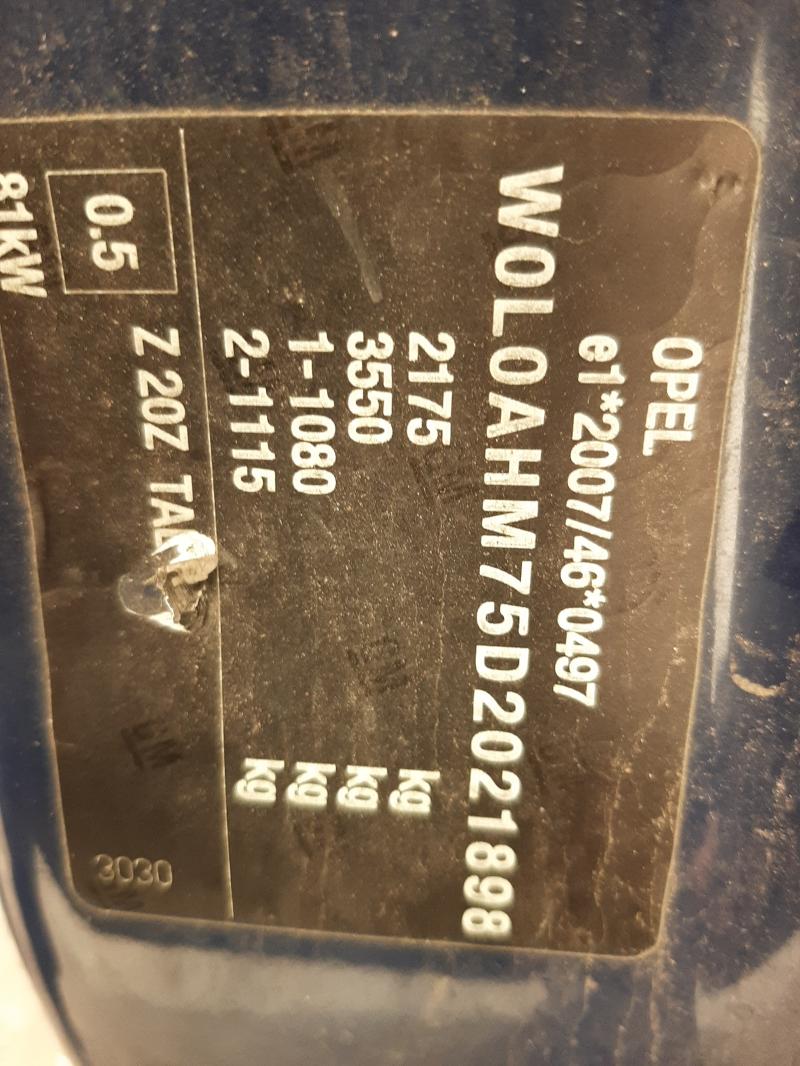 OPEL
e1*2007/46*0497
W0L0AHM75D2021898
2175 kg
3550 kg
1-1080 kg
2-1115 kg
0.5 Z 20Z TAL
81kW 3030